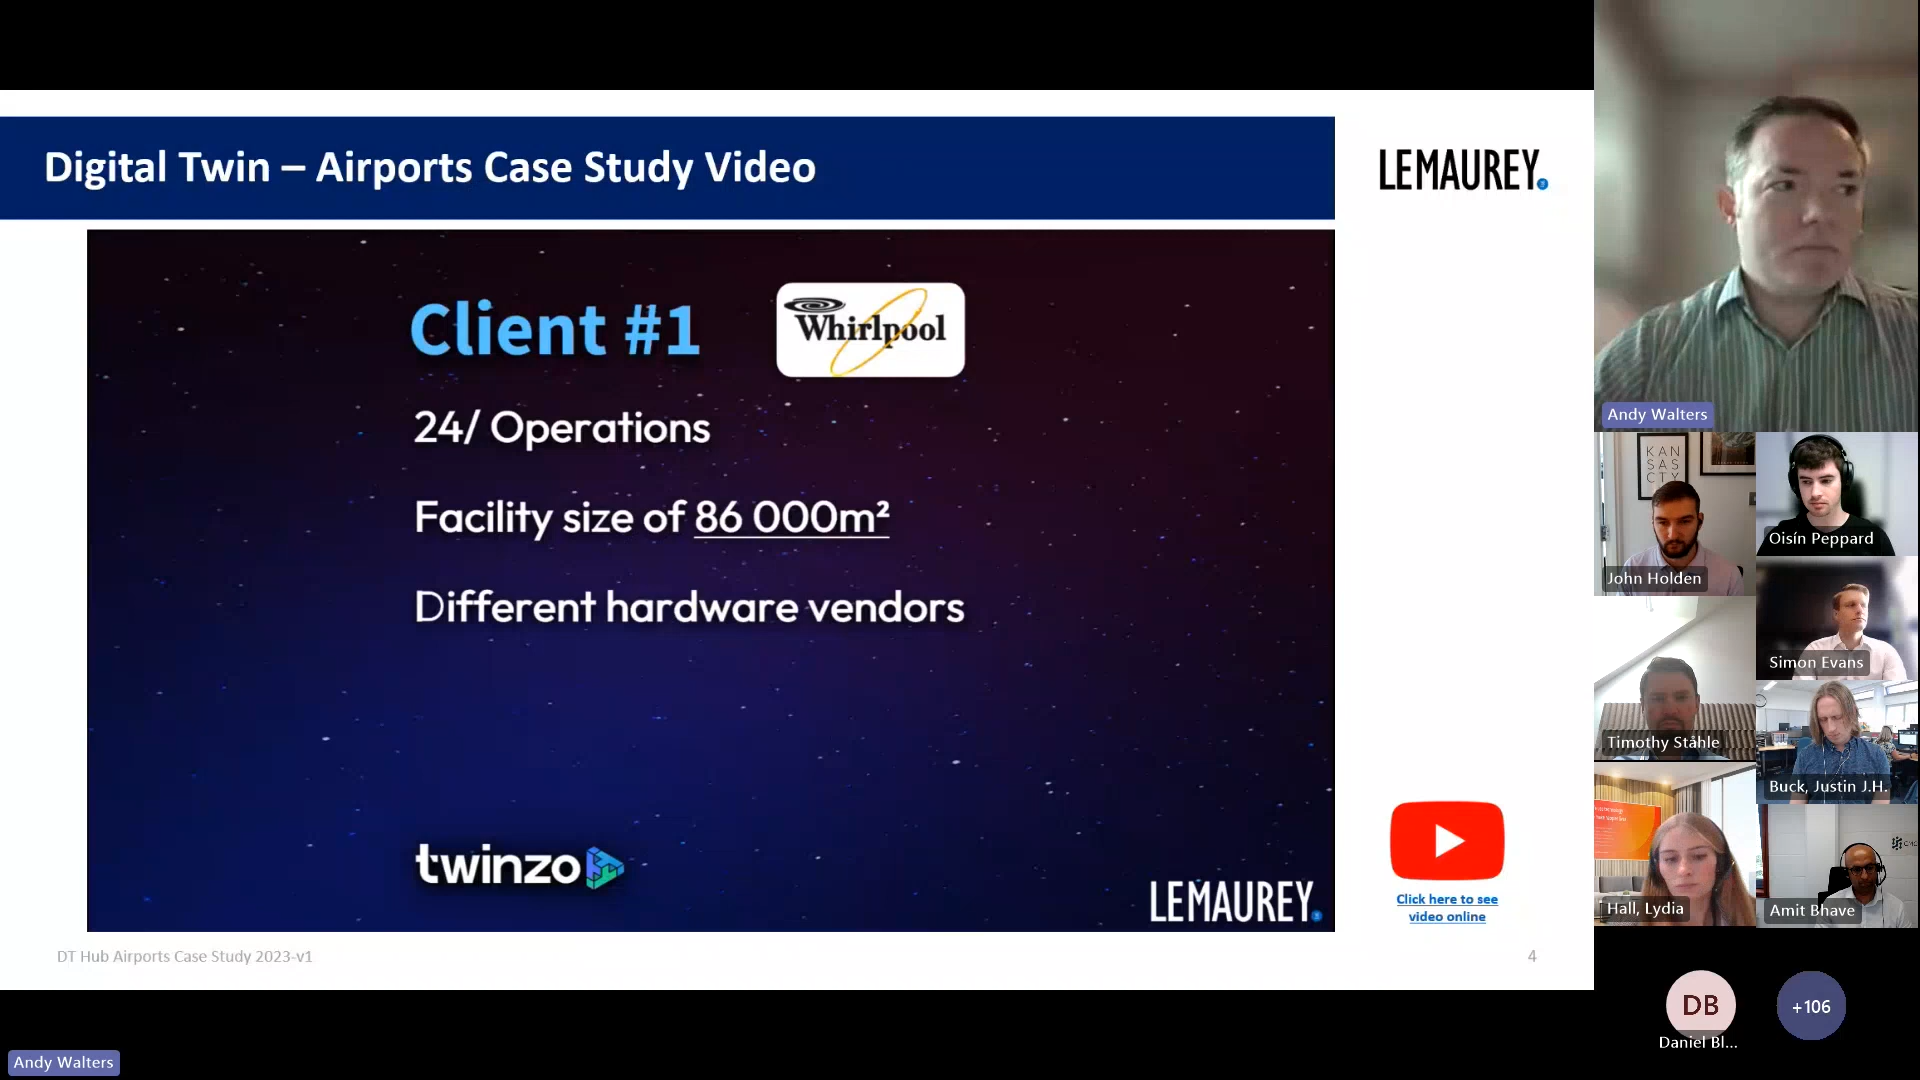 Digital Twin – Airports Case Study Video
LEMAUREY.
Client #1
Whirlpool
24/ Operations
Facility size of 86 000m²
Different hardware vendors
twinzo
LEMAUREY.
Click here to see
video online
DT Hub Airports Case Study 2023-v1
4
Andy Walters
KAN
SAS
CTY
John Holden
Oisín Peppard
Simon Evans
Timothy Ståhle
Buck, Justin J.H.
Hall, Lydia
Amit Bhave
DB
Daniel Bl...
+106
Andy Walters